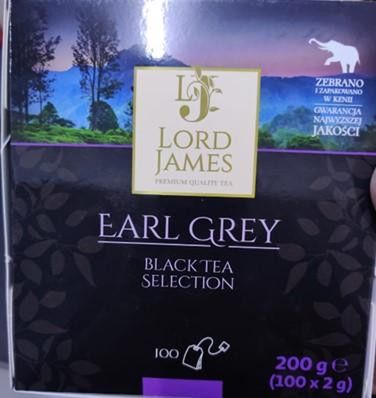 LJ
LORD
JAMES
PREMIUM QUALITY TEA
ZEBRANO
I ZAPAKOWANO
W KENII
GWARANCJA
NAJWYŻSZEJ
JAKOŚCI
EARL GREY
BLACK TEA
SELECTION
100
200 g ℮
(100 x 2 g)